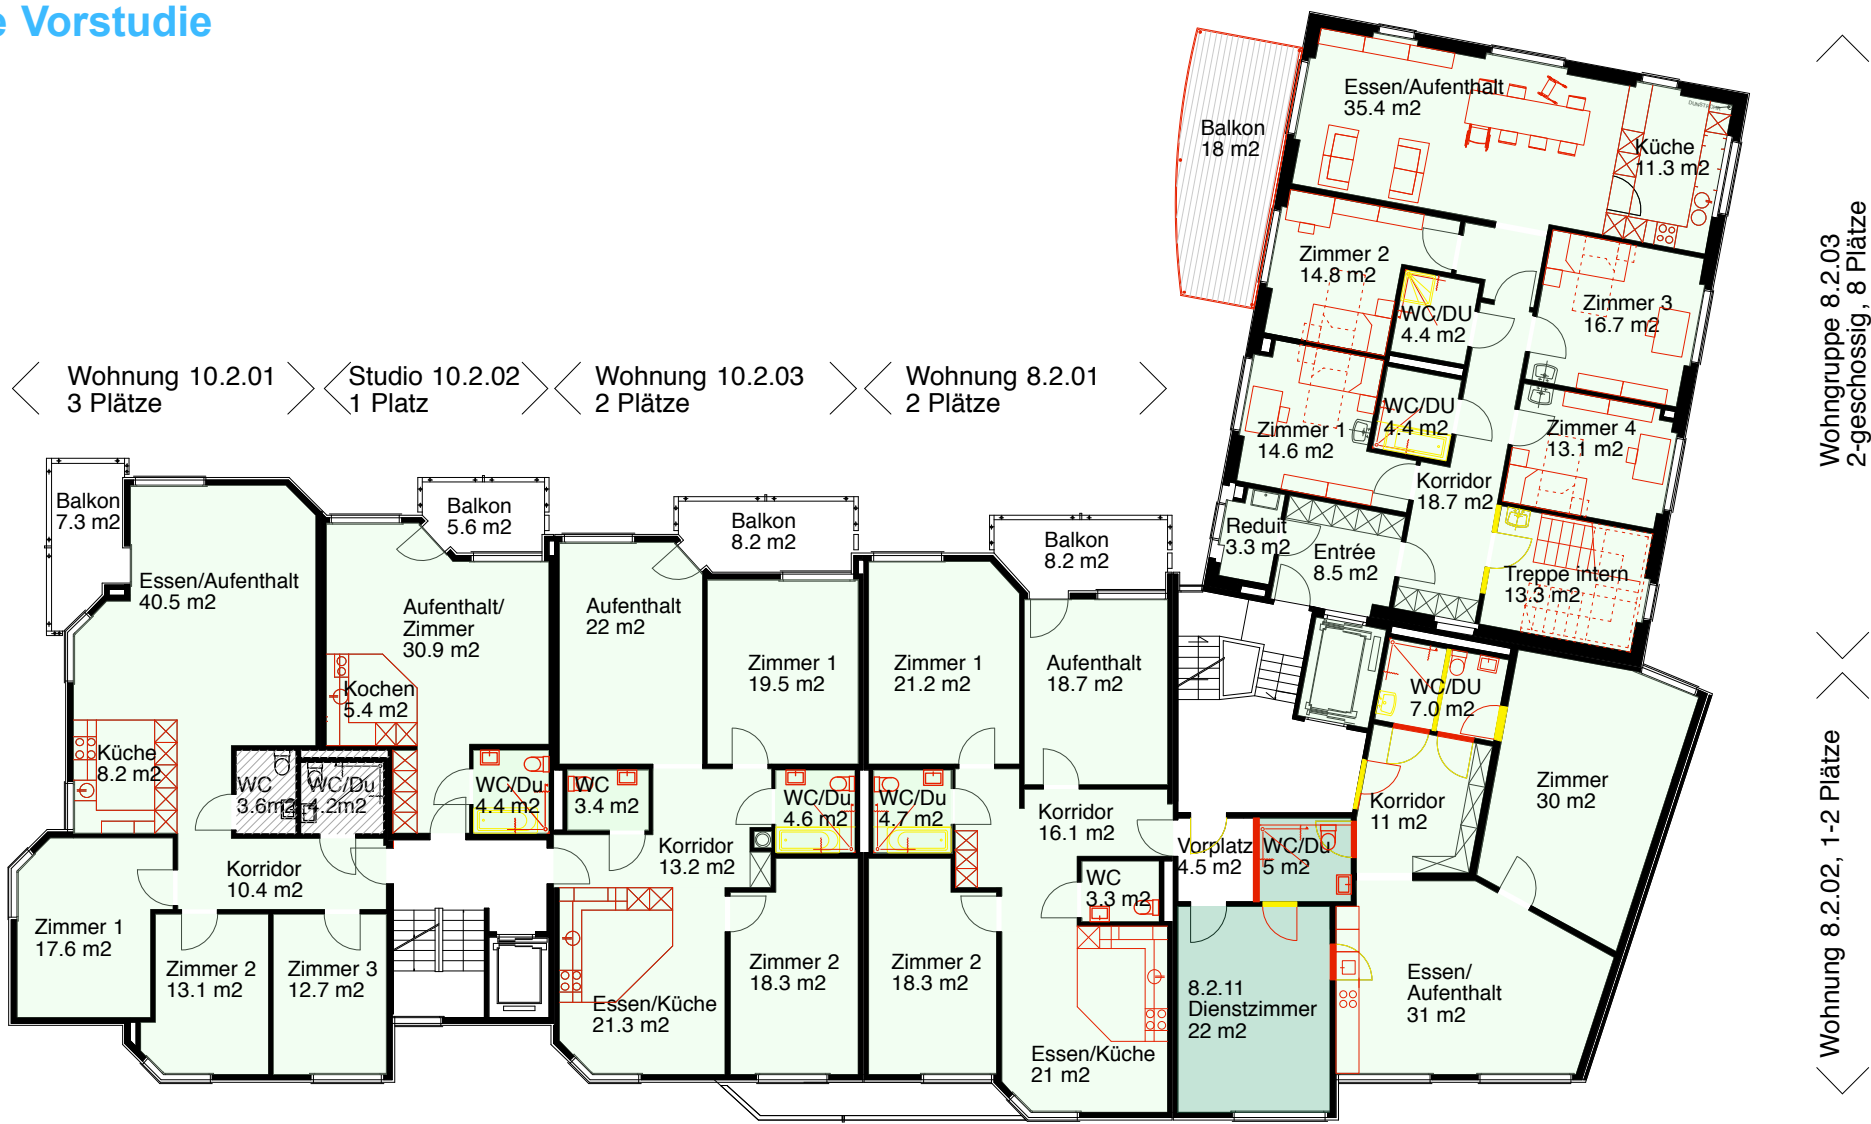 e Vorstudie
Wohnung 10.2.01
3 Plätze
Studio 10.2.02
1 Platz
Wohnung 10.2.03
2 Plätze
Wohnung 8.2.01
2 Plätze
Wohngruppe 8.2.03
2-geschossig, 8 Plätze
Wohnung 8.2.02, 1-2 Plätze
Balkon
7.3 m2
Essen/Aufenthalt
40.5 m2
Küche
8.2 m2
WC
3.6m2
WC/Du
4.2m2
Korridor
10.4 m2
Zimmer 1
17.6 m2
Zimmer 2
13.1 m2
Zimmer 3
12.7 m2
Balkon
5.6 m2
Aufenthalt/
Zimmer
30.9 m2
Kochen
5.4 m2
WC/Du
4.4 m2
Balkon
8.2 m2
Aufenthalt
22 m2
Zimmer 1
19.5 m2
WC
3.4 m2
WC/Du
4.6 m2
Korridor
13.2 m2
Essen/Küche
21.3 m2
Zimmer 2
18.3 m2
Balkon
8.2 m2
Zimmer 1
21.2 m2
Aufenthalt
18.7 m2
WC/Du
4.7 m2
Korridor
16.1 m2
WC
3.3 m2
Zimmer 2
18.3 m2
Essen/Küche
21 m2
Vorplatz
4.5 m2
WC/Du
5 m2
8.2.11
Dienstzimmer
22 m2
Balkon
18 m2
Essen/Aufenthalt
35.4 m2
Küche
11.3 m2
Zimmer 2
14.8 m2
WC/DU
4.4 m2
Zimmer 3
16.7 m2
Zimmer 1
14.6 m2
WC/DU
4.4 m2
Zimmer 4
13.1 m2
Korridor
18.7 m2
Reduit
3.3 m2
Entrée
8.5 m2
Treppe intern
13.3 m2
WC/DU
7.0 m2
Korridor
11 m2
Zimmer
30 m2
Essen/
Aufenthalt
31 m2